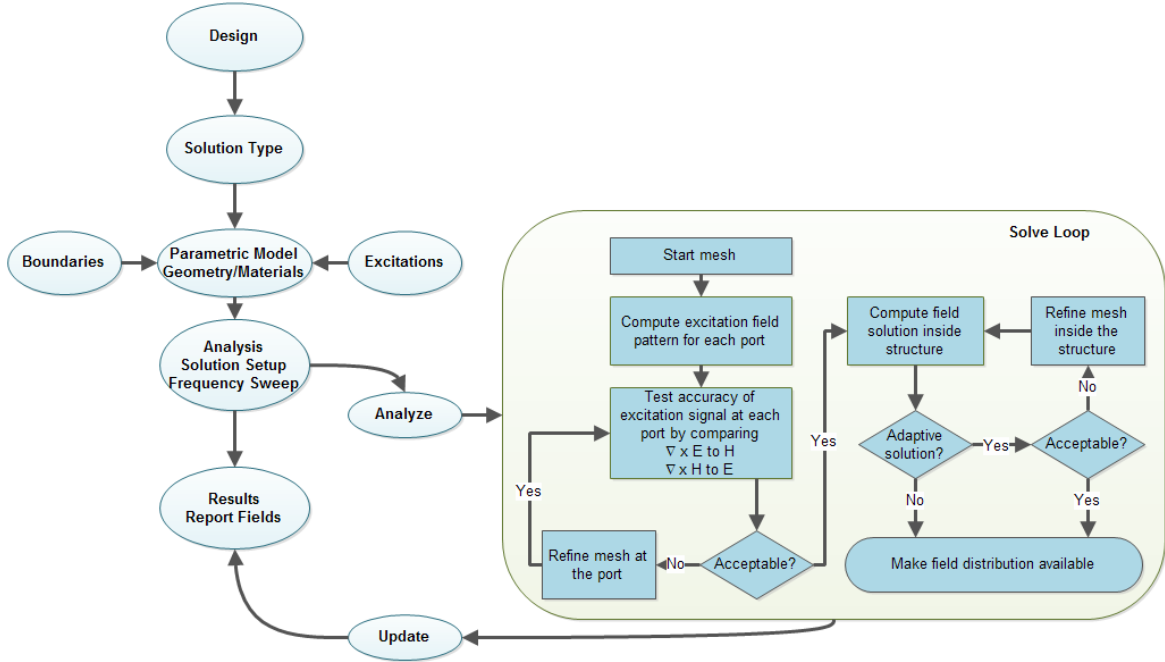 Design
Solution Type
Boundaries
Parametric Model
Geometry/Materials
Excitations
Analysis
Solution Setup
Frequency Sweep
Analyze
Results
Report Fields
Update
Solve Loop
Start mesh
Compute excitation field
pattern for each port
Test accuracy of
excitation signal at each
port by comparing
∇ x E to H
∇ x H to E
Yes
Refine mesh at
the port
No
Acceptable?
Yes
Compute field
solution inside
structure
Refine mesh
inside the
structure
No
Adaptive
solution?
Yes
Acceptable?
No
Yes
Make field distribution available